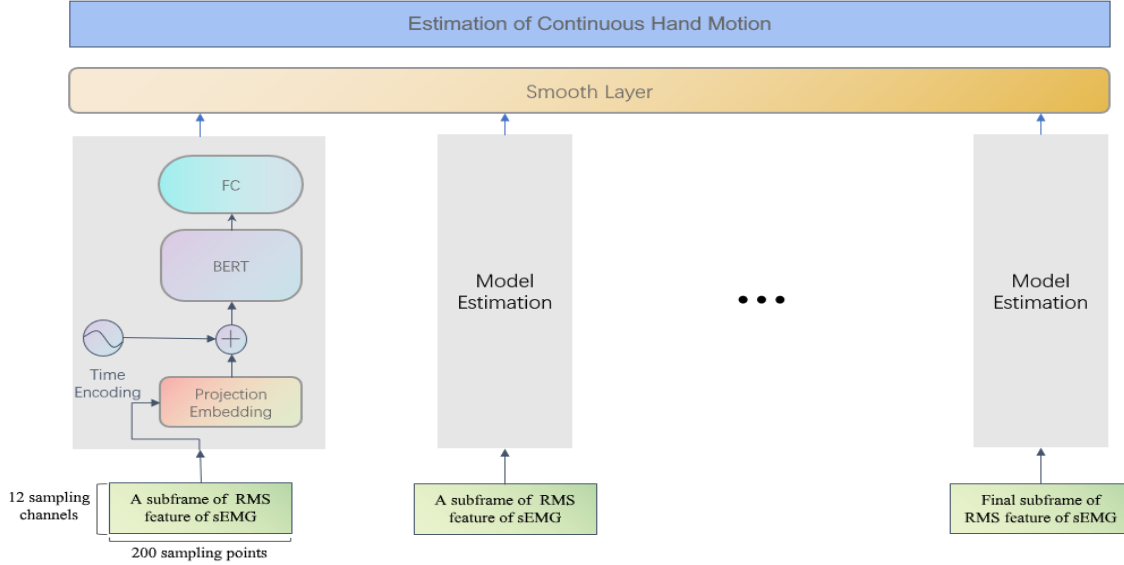 Estimation of Continuous Hand Motion
Smooth Layer
FC
BERT
Time
Encoding
Projection
Embedding
Model
Estimation
Model
Estimation
12 sampling
channels
A subframe of RMS
feature of sEMG
200 sampling points
A subframe of RMS
feature of sEMG
Final subframe of
RMS feature of sEMG